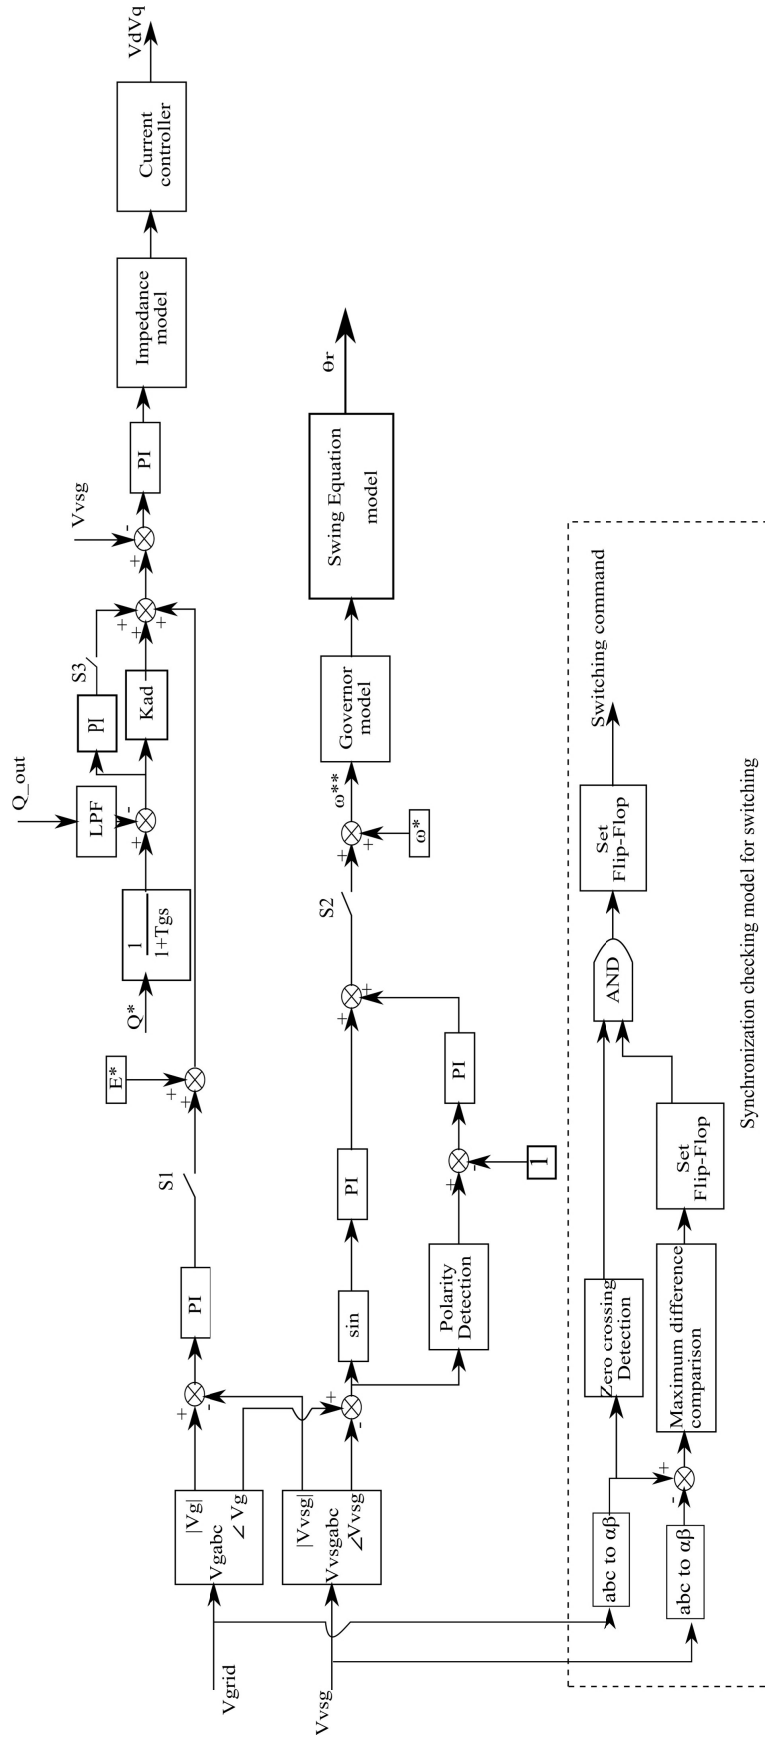 Vgrid
Vvsg
|Vg|
Vgabc
∠Vg
|Vvsg|
Vvsgabc
∠Vvsg
+
-
PI
S1
E*
+
+
Q*
1
1+Tgs
Q_out
LPF
+
-
PI
S3
Kad
+
+
+
Vvsg
+
-
PI
Impedance
model
Current
controller
VdVq
+
-
sin
PI
Polarity
Detection
+
-
1
PI
+
+
S2
+
+
ω*
ω**
Governor
model
Swing Equation
model
θr
abc to αβ
abc to αβ
+
-
Zero crossing
Detection
Maximum difference
comparison
Set
Flip-Flop
AND
Set
Flip-Flop
Switching command
Synchronization checking model for switching